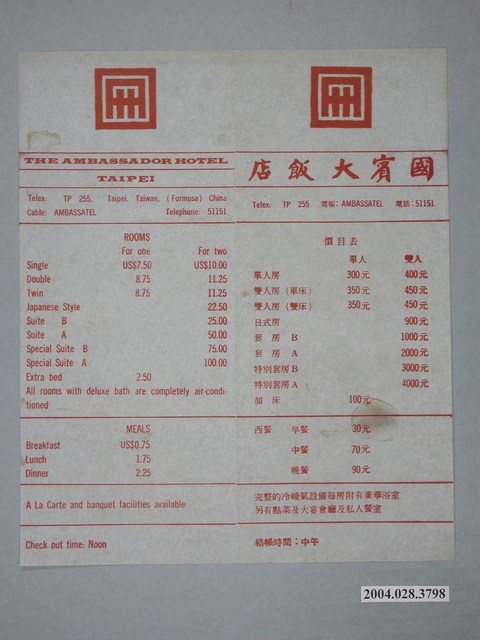 THE AMBASSADOR HOTEL
TAIPEI
Telex: TP 255, Taipei, Taiwan, (Formosa) China
Cable: AMBASSATEL Telephone: 51151
ROOMS
For one For two
Single US$7.50 US$10.00
Double 8.75 11.25
Twin 8.75 11.25
Japanese Style 22.50
Suite B 25.00
Suite A 50.00
Special Suite B 75.00
Special Suite A 100.00
Extra bed 2.50
All rooms with deluxe bath are completely air-condi-
tioned
MEALS
Breakfast US$0.75
Lunch 1.75
Dinner 2.25
A La Carte and banquet facilities available
Check out time: Noon
店飯大賓國
Telex: TP 255 電報: AMBASSATEL 電話: 51151
價目表
單人 雙人
單人房 300元 400元
雙人房（單床） 350元 450元
雙人房（雙床） 350元 450元
日式房 900元
套房 B 1000元
套房 A 2000元
特別套房 B 3000元
特別套房 A 4000元
加床 100元
西餐 早餐 30元
中餐 70元
晚餐 90元
完整的冷暖氣設備每房附有豪華浴室
另有點菜及大宴會廳及私人餐室
結帳時間：中午
2004.028.3798